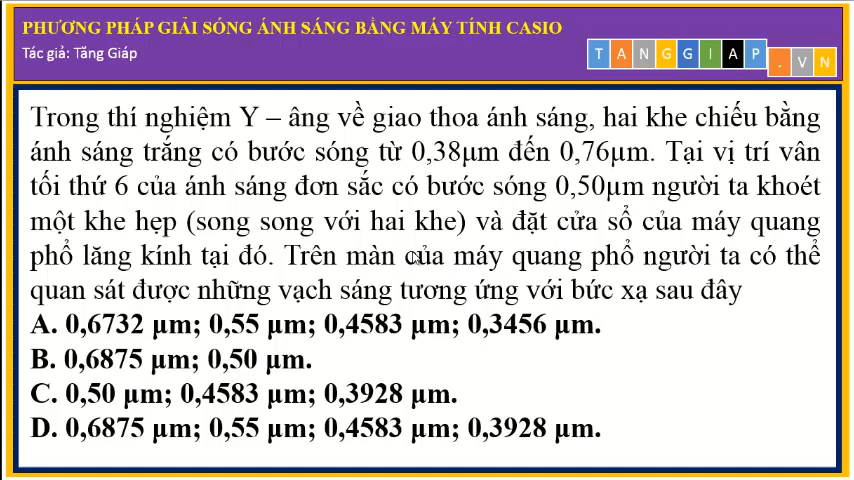 PHƯƠNG PHÁP GIẢI SÓNG ÁNH SÁNG BẰNG MÁY TÍNH CASIO
Tác giả: Tăng Giáp
TANGGIAP.VN
Trong thí nghiệm Y – âng về giao thoa ánh sáng, hai khe chiếu bằng
ánh sáng trắng có bước sóng từ 0,38μm đến 0,76μm. Tại vị trí vân
tối thứ 6 của ánh sáng đơn sắc có bước sóng 0,50μm người ta khoét
một khe hẹp (song song với hai khe) và đặt cửa sổ của máy quang
phổ lăng kính tại đó. Trên màn của máy quang phổ người ta có thể
quan sát được những vạch sáng tương ứng với bức xạ sau đây
A. 0,6732 μm; 0,55 μm; 0,4583 μm; 0,3456 μm.
B. 0,6875 μm; 0,50 μm.
C. 0,50 μm; 0,4583 μm; 0,3928 μm.
D. 0,6875 μm; 0,55 μm; 0,4583 μm; 0,3928 μm.